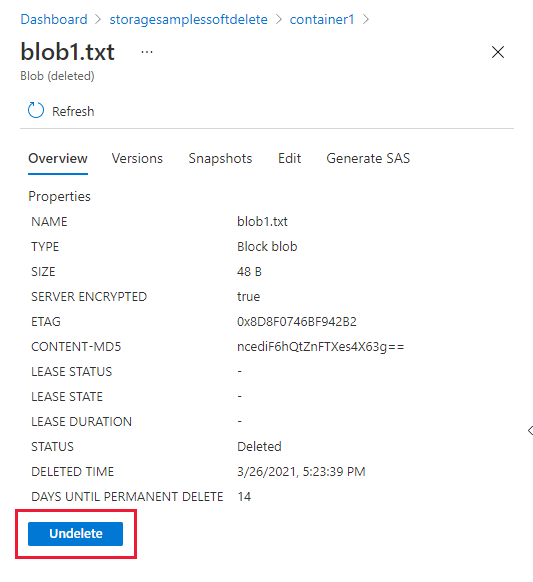 Dashboard > storagesamplessoftdelete > container1 >
blob1.txt ...
Blob (deleted)
Refresh
Overview Versions Snapshots Edit Generate SAS
Properties
NAME blob1.txt
TYPE Block blob
SIZE 48 B
SERVER ENCRYPTED true
ETAG 0x8D8F0746BF942B2
CONTENT-MD5 ncediF6hQtZnFTXes4X63g==
LEASE STATUS -
LEASE STATE -
LEASE DURATION -
STATUS Deleted
DELETED TIME 3/26/2021, 5:23:39 PM
DAYS UNTIL PERMANENT DELETE 14
Undelete